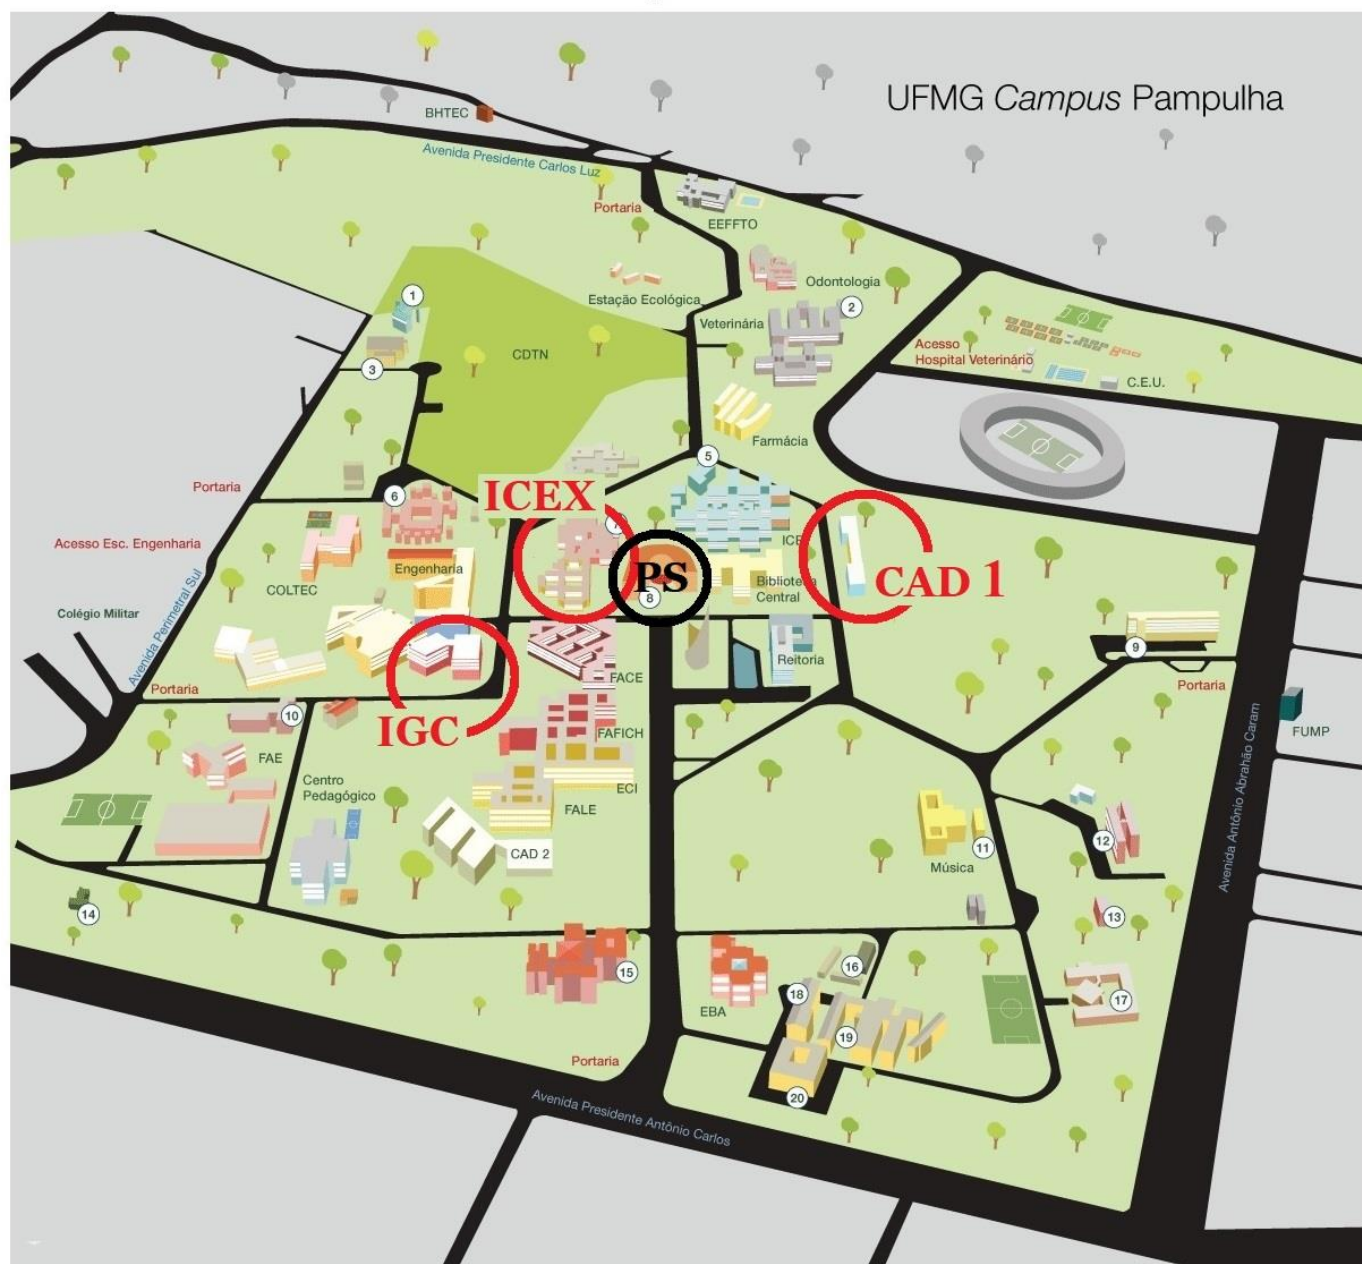 UFMG Campus Pampulha
BHTEC
Avenida Presidente Carlos Luz
Portaria
EEFFTO
Odontologia
Estação Ecológica
1
2
Veterinária
CDTN
Acesso
Hospital Veterinário
3
C.E.U.
Farmácia
5
Portaria
6
ICEX
7
Acesso Esc. Engenharia
ICB
Engenharia
PS
CAD 1
COLTEC
Biblioteca
Central
8
Colégio Militar
Avenida Perimetral Sul
9
Reitoria
FACE
Portaria
Portaria
10
IGC
FAFICH
FUMP
FAE
Centro
Pedagógico
ECI
FALE
Avenida Antônio Abrahão Caram
12
11
CAD 2
Música
14
13
15
16
18
17
EBA
19
Portaria
20
Avenida Presidente Antônio Carlos